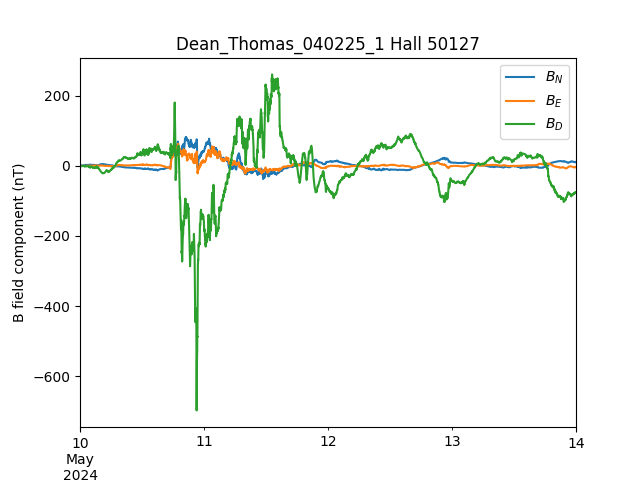 Dean_Thomas_040225_1 Hall 50127
B field component (nT)
200
0
−200
−400
−600
B_N
B_E
B_D
10
May
2024
11
12
13
14